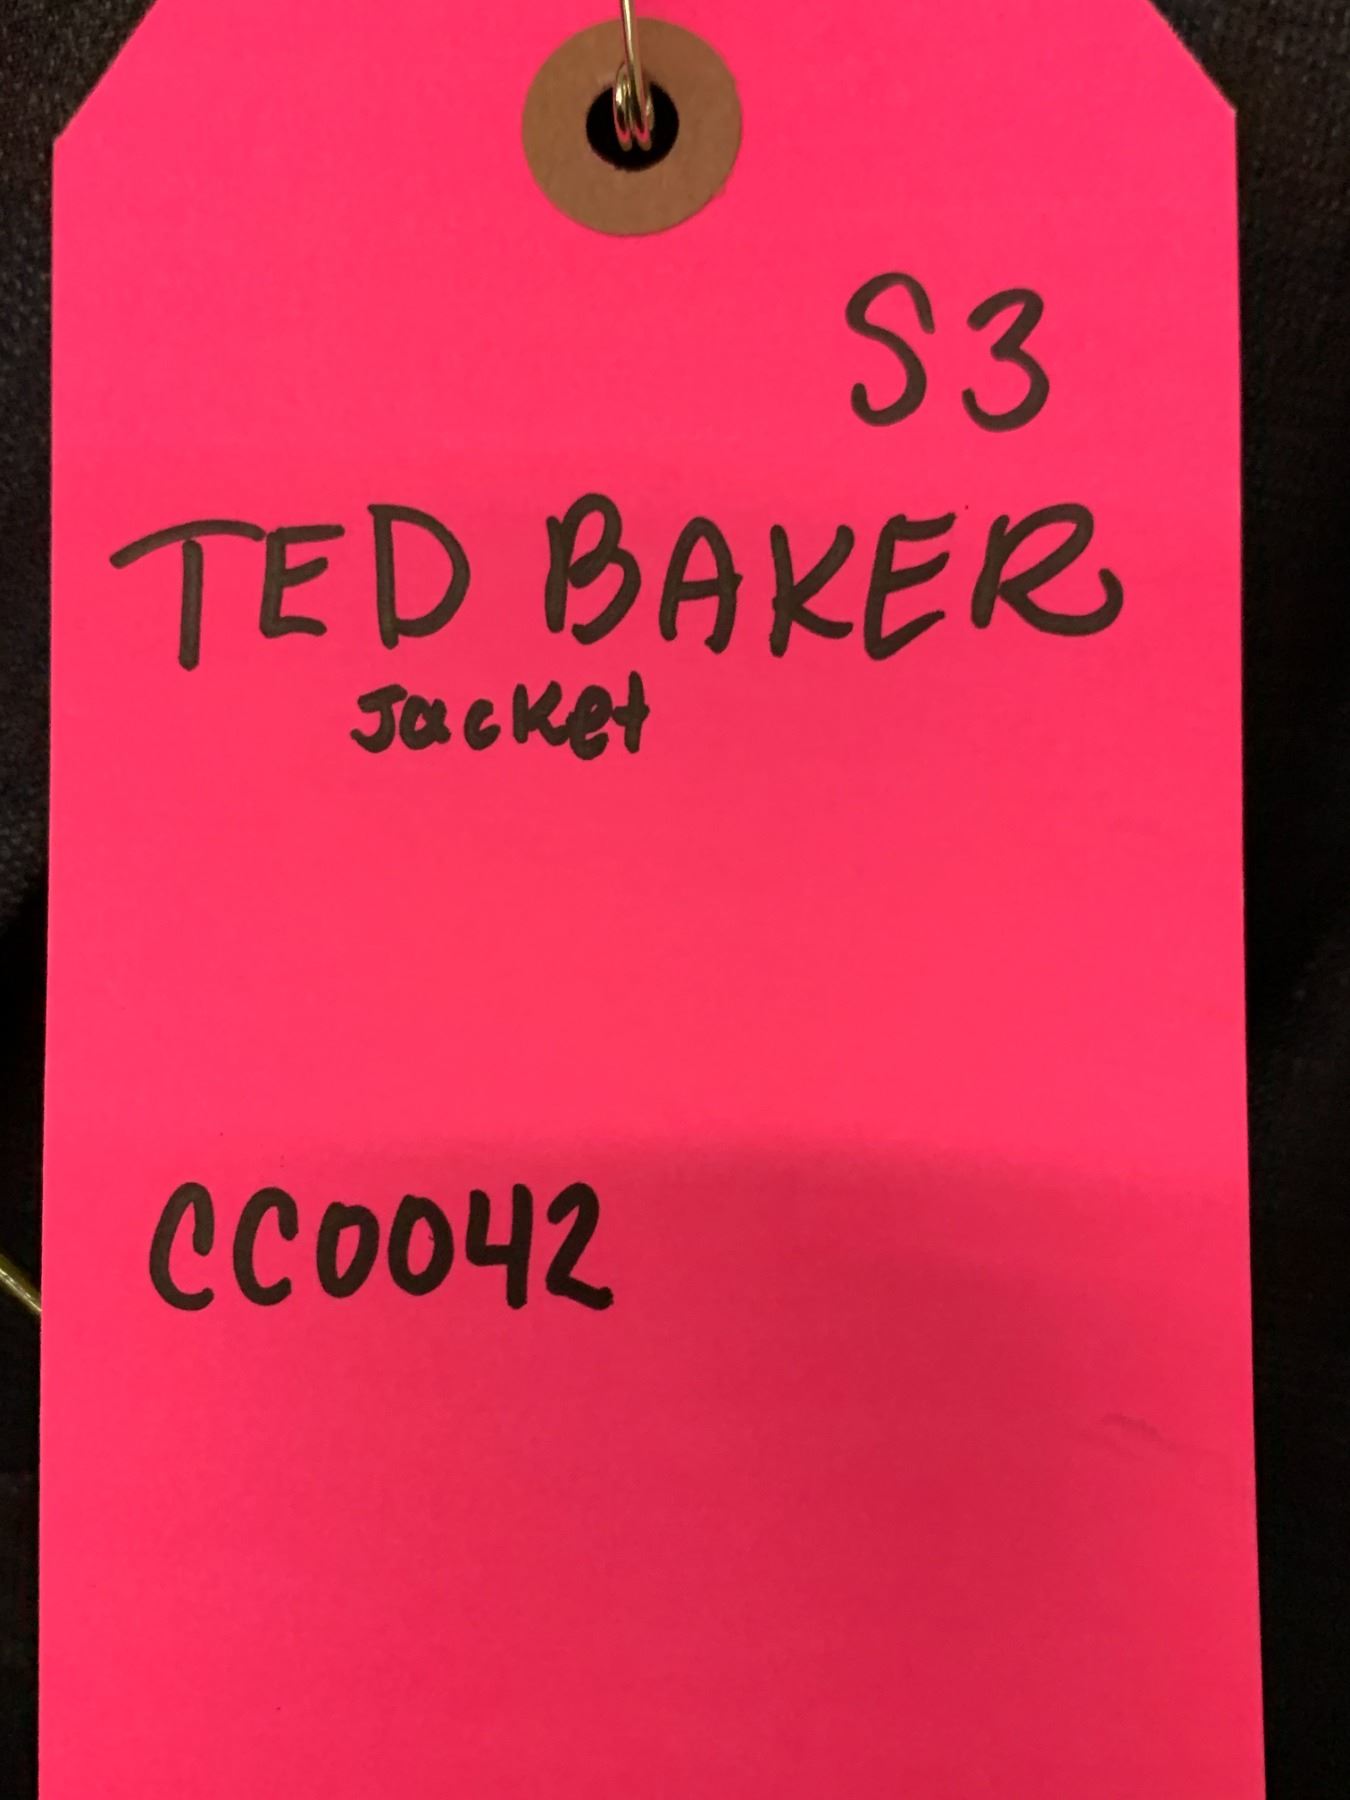 S3
TED BAKER
Jacket
CC0042